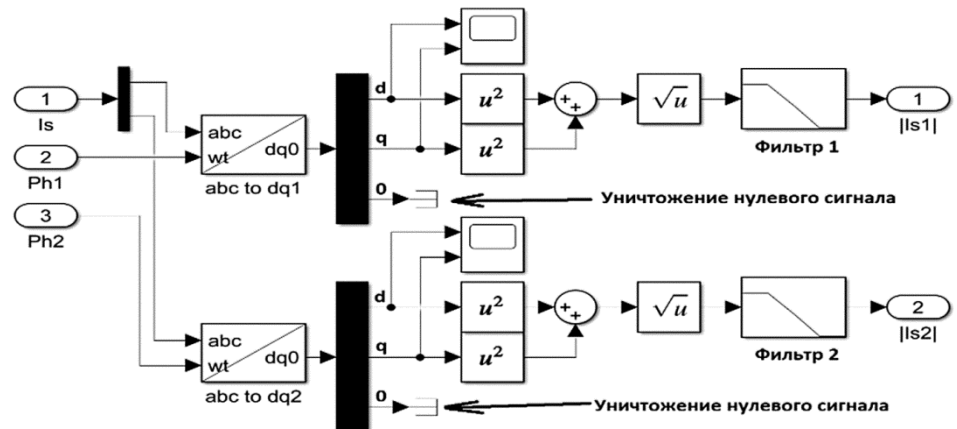 1
Is
2
Ph1
3
Ph2
abc
wt
dq0
abc to dq1
d
q
0
u²
u²
+
+
√u
Фильтр 1
1
|Is1|
Уничтожение нулевого сигнала
abc
wt
dq0
abc to dq2
d
q
0
u²
u²
+
+
√u
Фильтр 2
2
|Is2|
Уничтожение нулевого сигнала